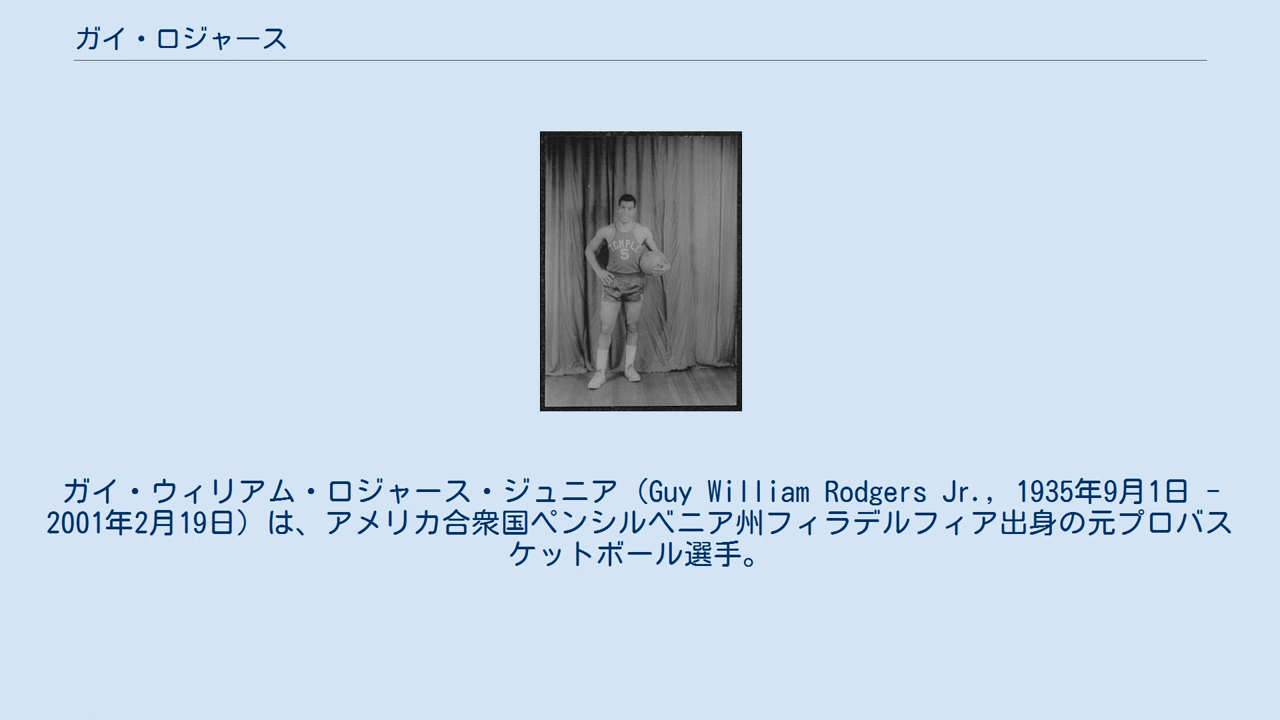 ガイ・ロジャース
TEMPLE
5
ガイ・ウィリアム・ロジャース・ジュニア（Guy William Rodgers Jr., 1935年9月1日 -
2001年2月19日）は、アメリカ合衆国ペンシルベニア州フィラデルフィア出身の元プロバス
ケットボール選手。